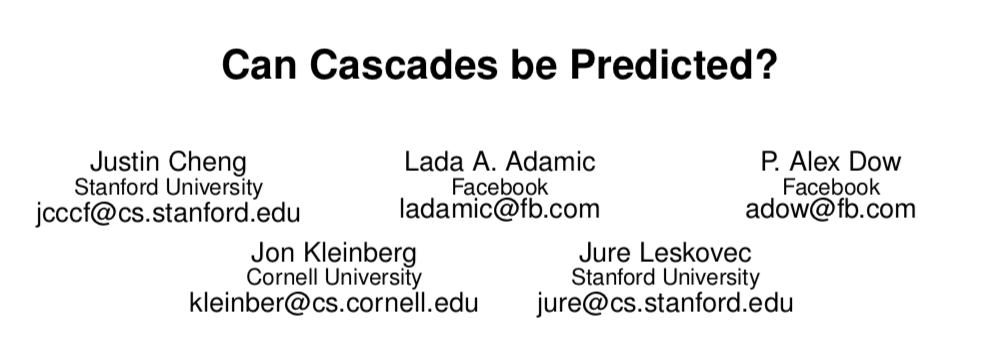 Can Cascades be Predicted?
Justin Cheng Lada A. Adamic P. Alex Dow
Stanford University Facebook Facebook
jcccf@cs.stanford.edu ladamic@fb.com adow@fb.com
Jon Kleinberg Jure Leskovec
Cornell University Stanford University
kleinber@cs.cornell.edu jure@cs.stanford.edu